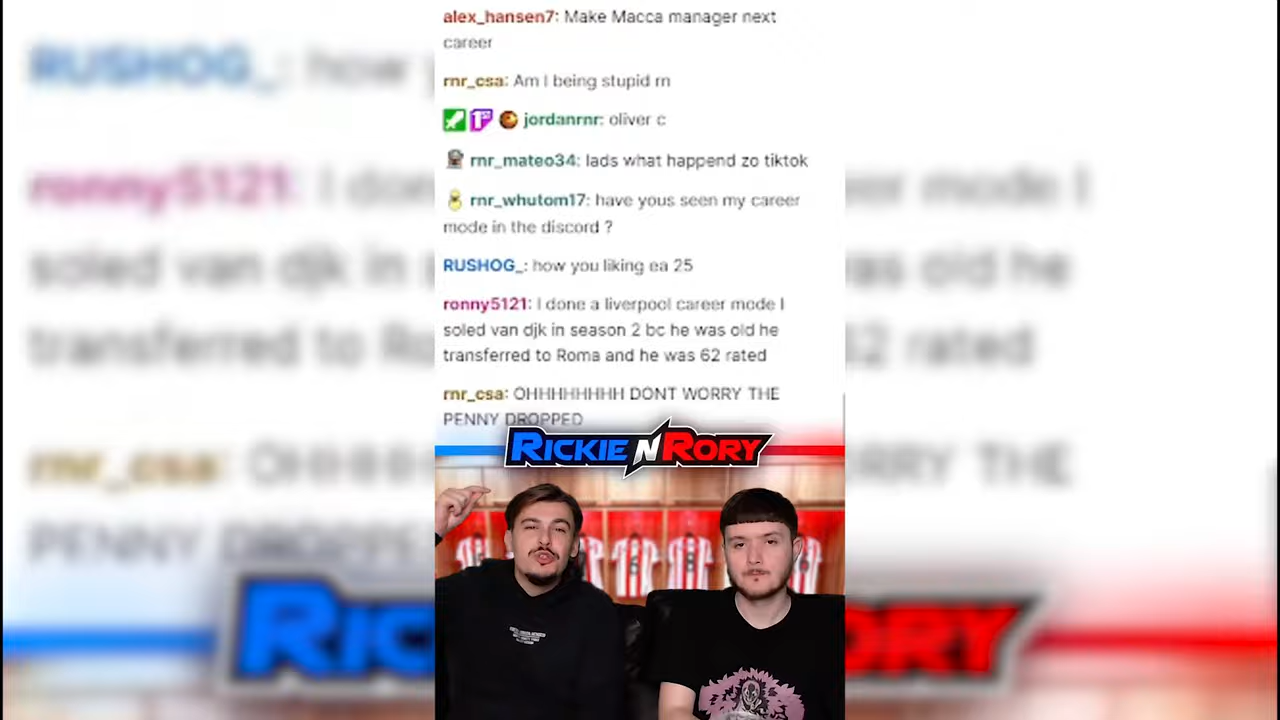 alex_hansen7: Make Macca manager next
career
rnr_csa: Am I being stupid rn
jordanrnr: oliver c
rnr_mateo34: lads what happend zo tiktok
rnr_whutom17: have yous seen my career
mode in the discord ?
RUSHOG_: how you liking ea 25
ronny5121: I done a liverpool career mode I
soled van djk in season 2 bc he was old he
transferred to Roma and he was 62 rated
rnr_csa: OHHHHHHHH DONT WORRY THE
PENNY DROPPED
RICKIE N RORY